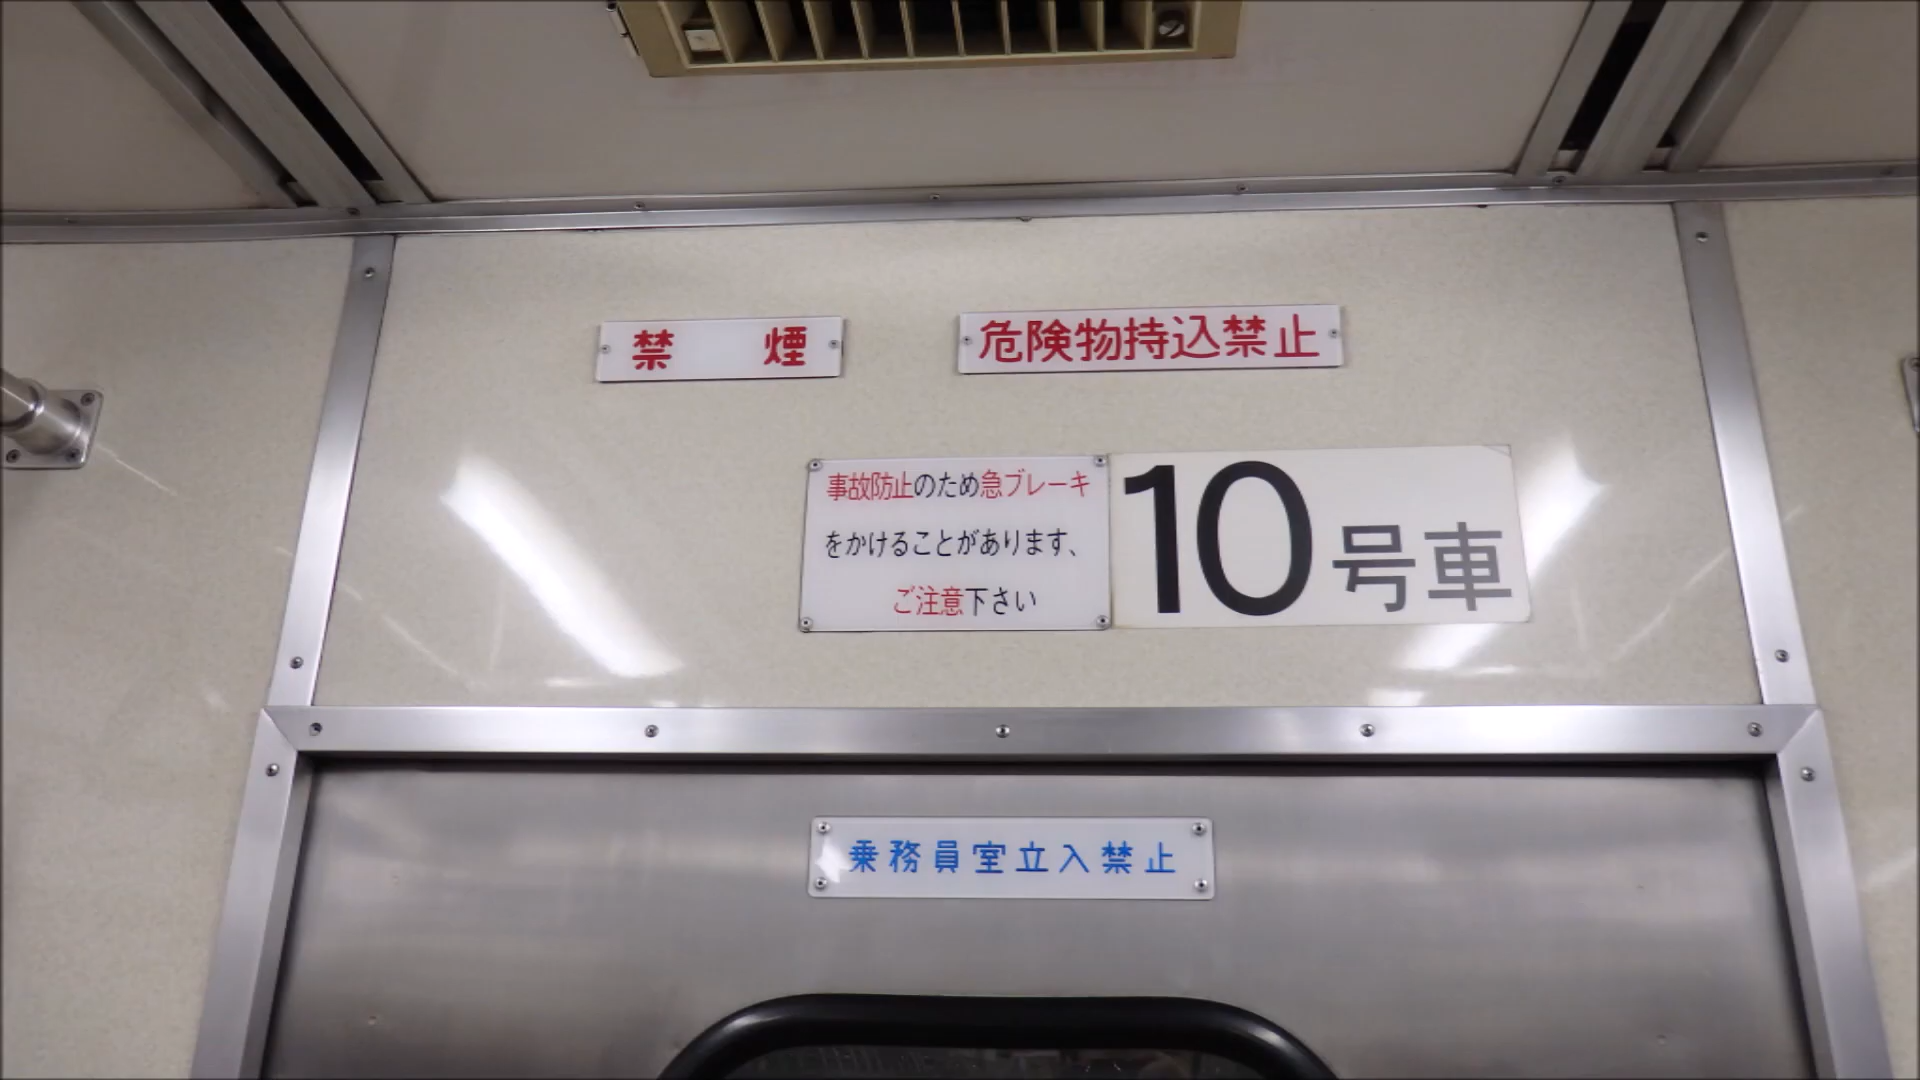 禁煙
危険物持込禁止
事故防止のため急ブレーキ
をかけることがあります、
ご注意下さい
10号車
乗務員室立入禁止